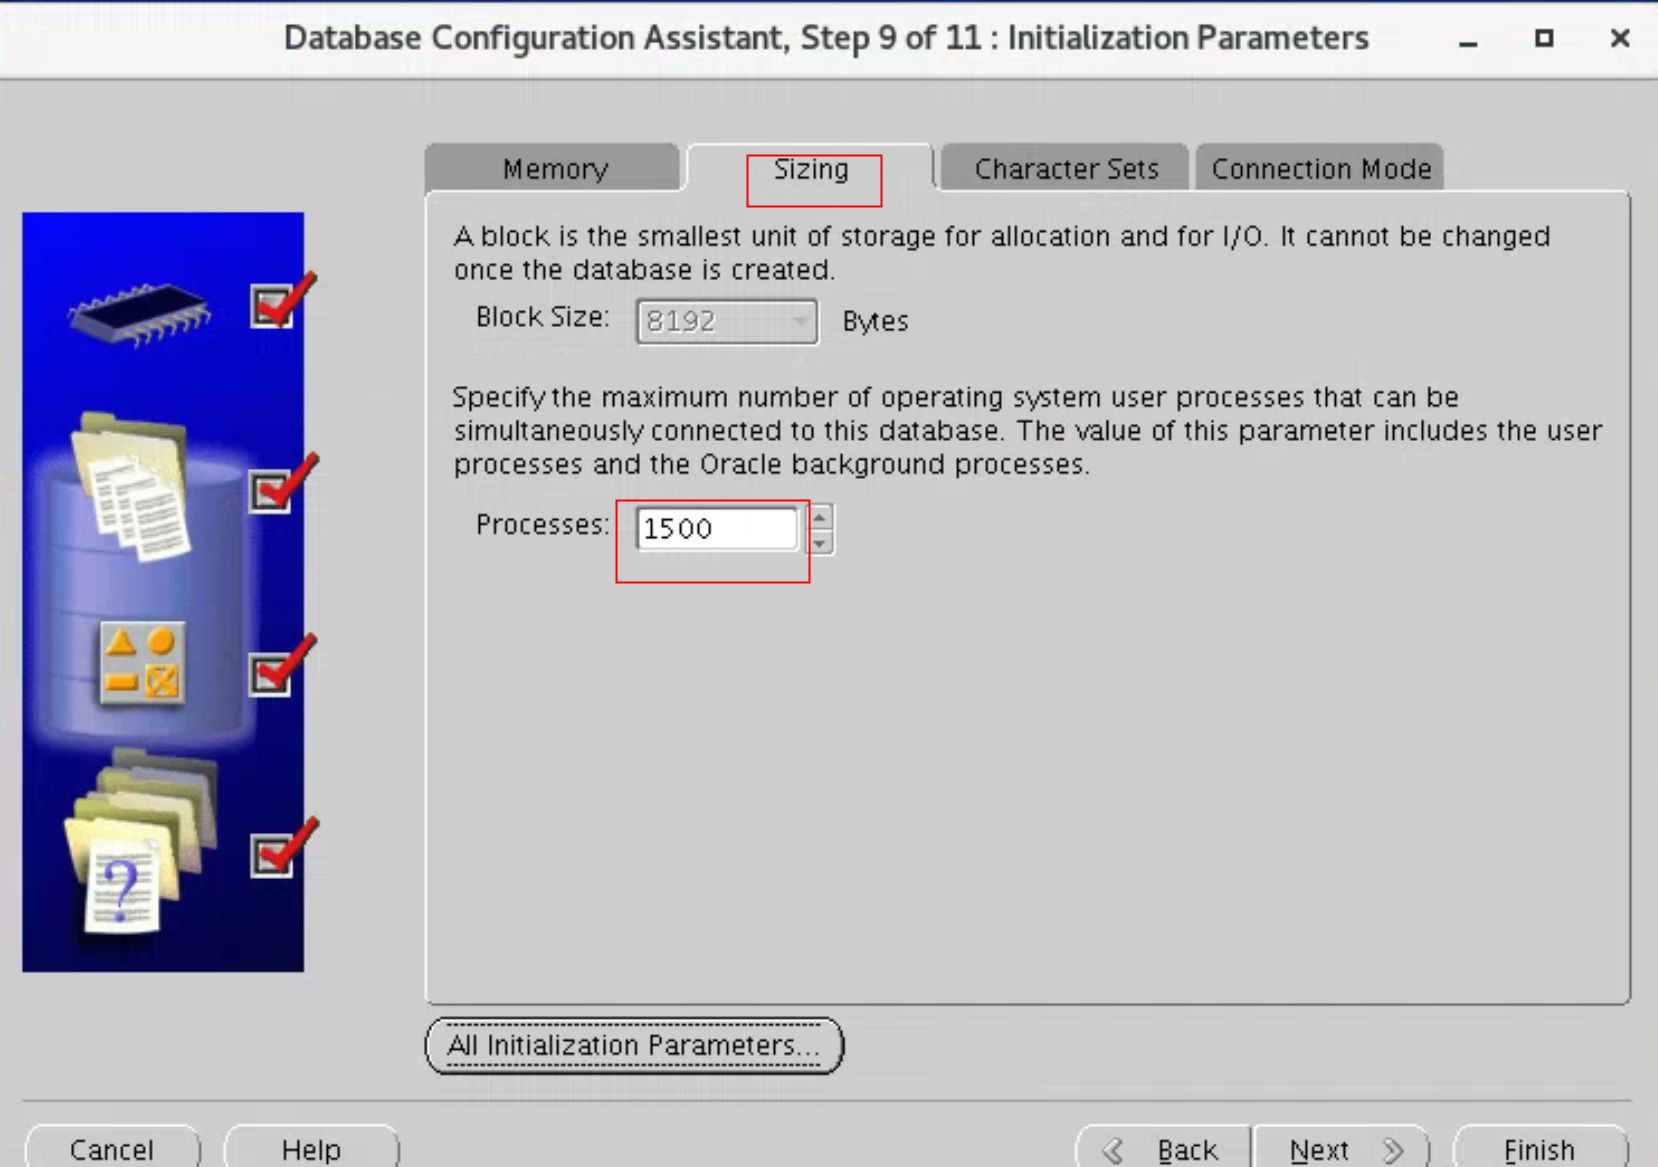 Database Configuration Assistant, Step 9 of 11 : Initialization Parameters
Memory
Sizing
Character Sets
Connection Mode
A block is the smallest unit of storage for allocation and for I/O. It cannot be changed
once the database is created.
Block Size: 8192 Bytes
Specify the maximum number of operating system user processes that can be
simultaneously connected to this database. The value of this parameter includes the user
processes and the Oracle background processes.
Processes: 1500
?
All Initialization Parameters...
Cancel
Help
Back
Next
Finish